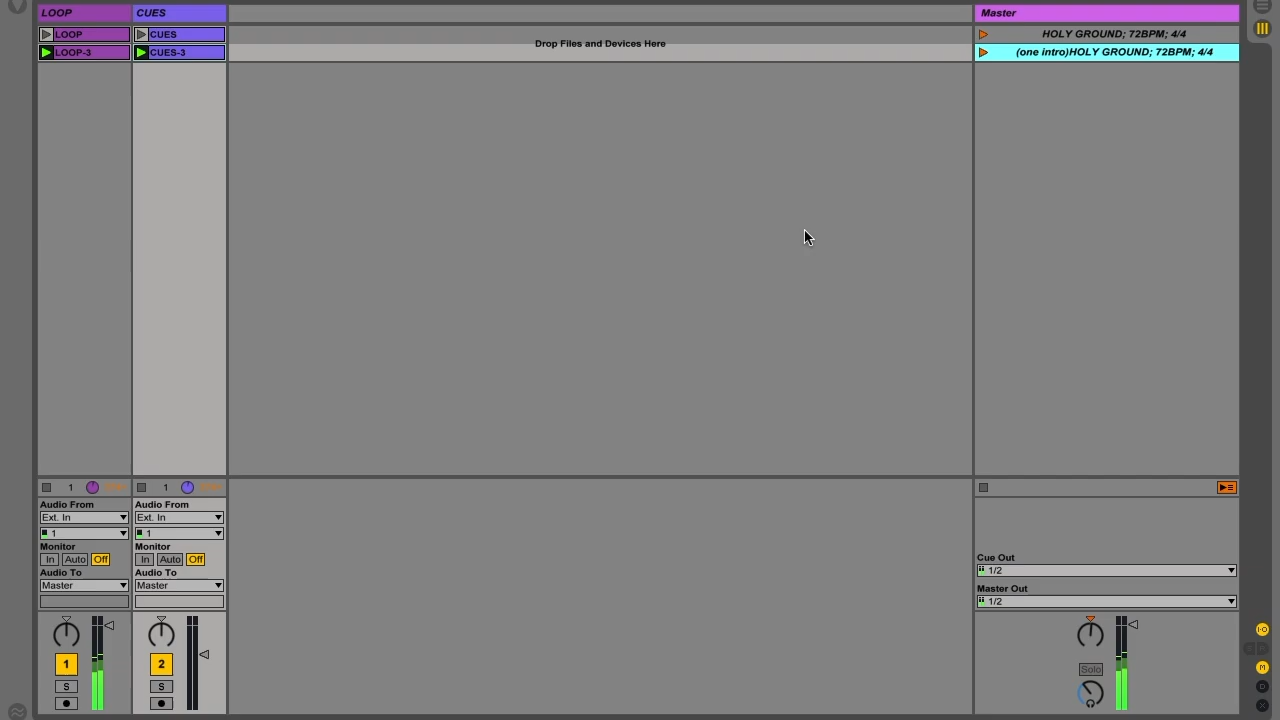 LOOP CUES Master
LOOP CUES HOLY GROUND; 72BPM; 4/4
Drop Files and Devices Here
LOOP-3 CUES-3 (one intro)HOLY GROUND; 72BPM; 4/4
1 1
Audio From Audio From
Ext. In Ext. In
1 1
Monitor Monitor
In Auto Off In Auto Off
Audio To Audio To
Master Master
Cue Out
1/2
Master Out
1/2
1 2
S S Solo